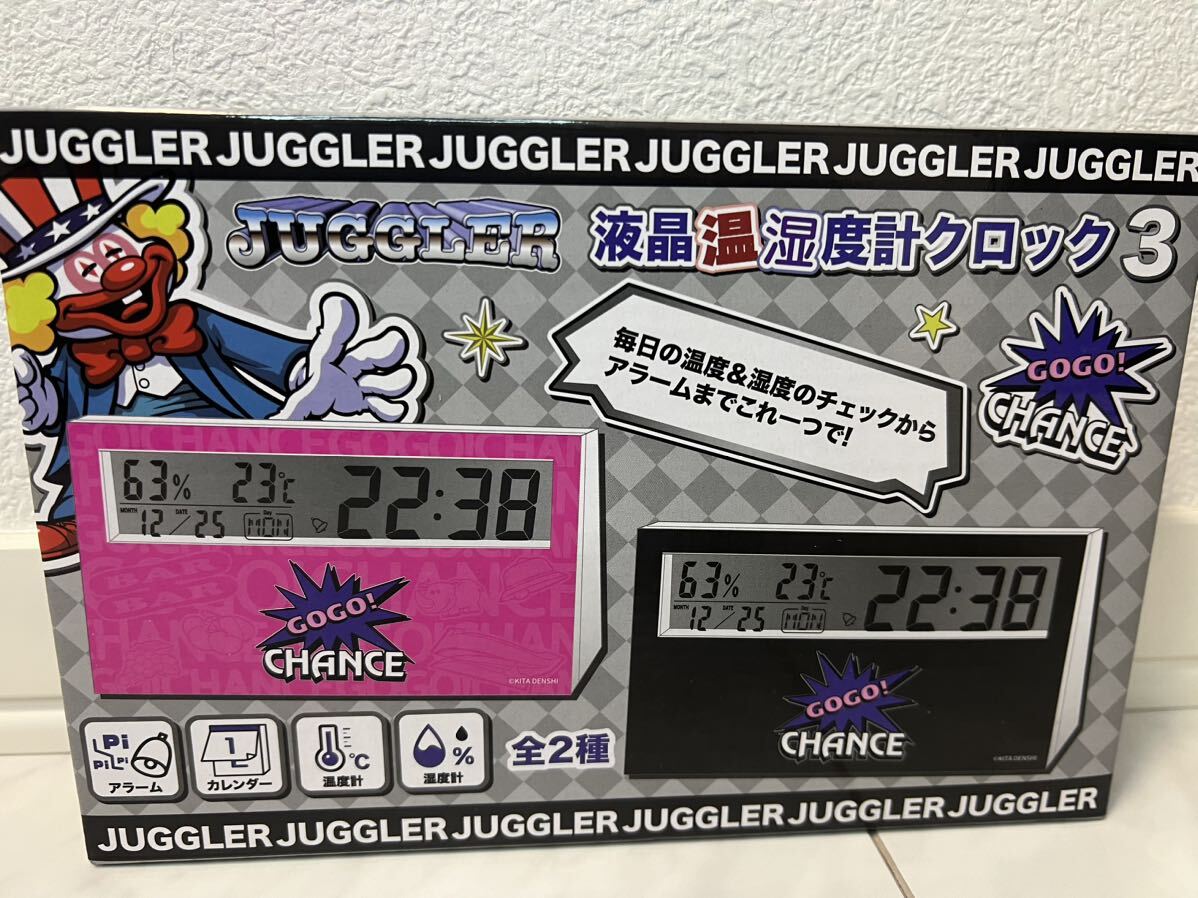 JUGGLER JUGGLER JUGGLER JUGGLER JUGGLER JUGGLER
JUGGLER 液晶温湿度計クロック3
毎日の温度&湿度のチェックから
アラームまでこれ一つで!
GOGO!
CHANCE
63% 23℃ 22:38
MONTH DATE Day
12/25 MON
GOGO!
CHANCE
©KITA DENSHI
63% 23℃ 22:38
MONTH DATE Day
12/25 MON
GOGO!
CHANCE
©KITA DENSHI
Pi
Pi Pi
アラーム
1
カレンダー
℃
温度計
%
湿度計
全2種
JUGGLER JUGGLER JUGGLER JUGGLER JUGGLER JUGGLER